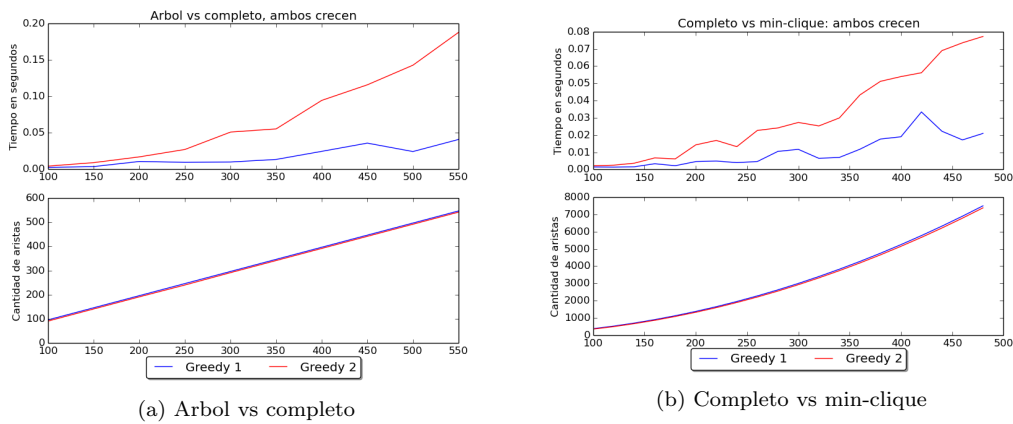 Arbol vs completo, ambos crecen
Tiempo en segundos
0.20
0.15
0.10
0.05
0.00
100 150 200 250 300 350 400 450 500 550
Cantidad de aristas
600
500
400
300
200
100
0
100 150 200 250 300 350 400 450 500 550
Greedy 1 Greedy 2
(a) Arbol vs completo
Completo vs min-clique: ambos crecen
Tiempo en segundos
0.08
0.07
0.06
0.05
0.04
0.03
0.02
0.01
0.00
100 150 200 250 300 350 400 450 500
Cantidad de aristas
8000
7000
6000
5000
4000
3000
2000
1000
0
100 150 200 250 300 350 400 450 500
Greedy 1 Greedy 2
(b) Completo vs min-clique